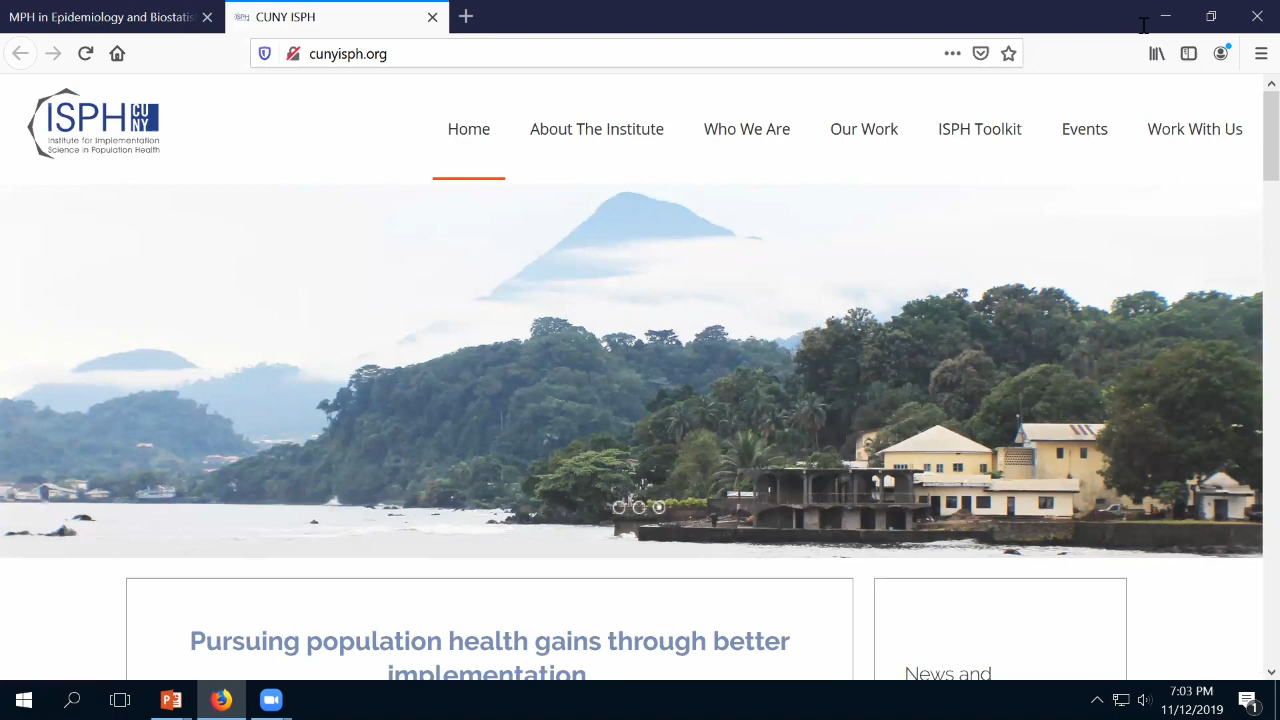 MPH in Epidemiology and Biostatis
CUNY ISPH
cunyisph.org
ISPH CUNY
Institute for Implementation
Science in Population Health
Home
About The Institute
Who We Are
Our Work
ISPH Toolkit
Events
Work With Us
Pursuing population health gains through better
implementation
News and
7:03 PM
11/12/2019
1